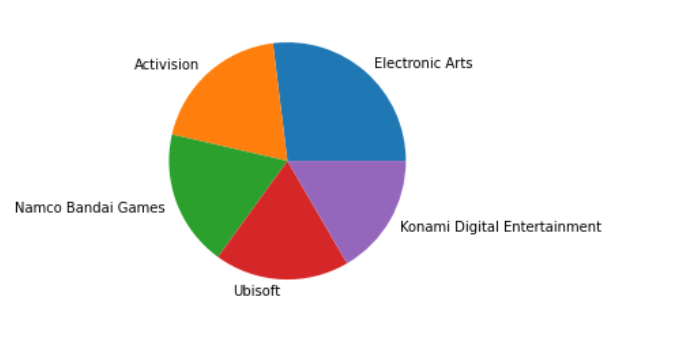 Electronic Arts
Activision
Namco Bandai Games
Konami Digital Entertainment
Ubisoft